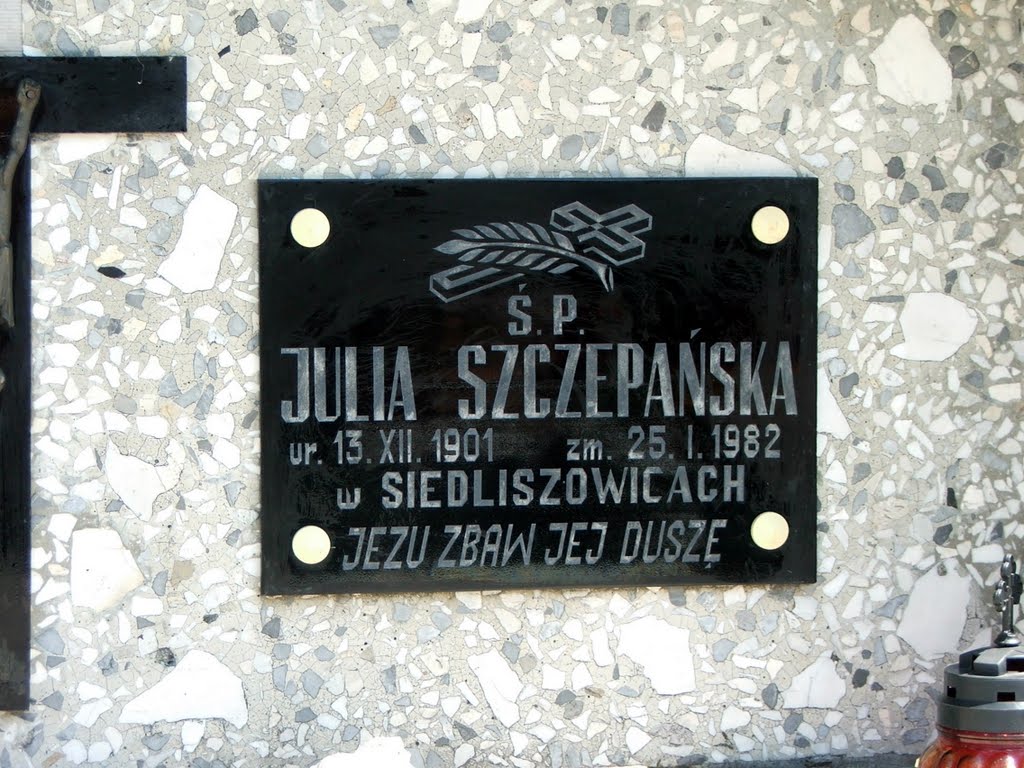 Ś. P.
JULIA SZCZEPAŃSKA
ur. 13. XII. 1901 zm. 25. I. 1982
w SIEDLISZOWICACH
JEZU ZBAW JEJ DUSZĘ